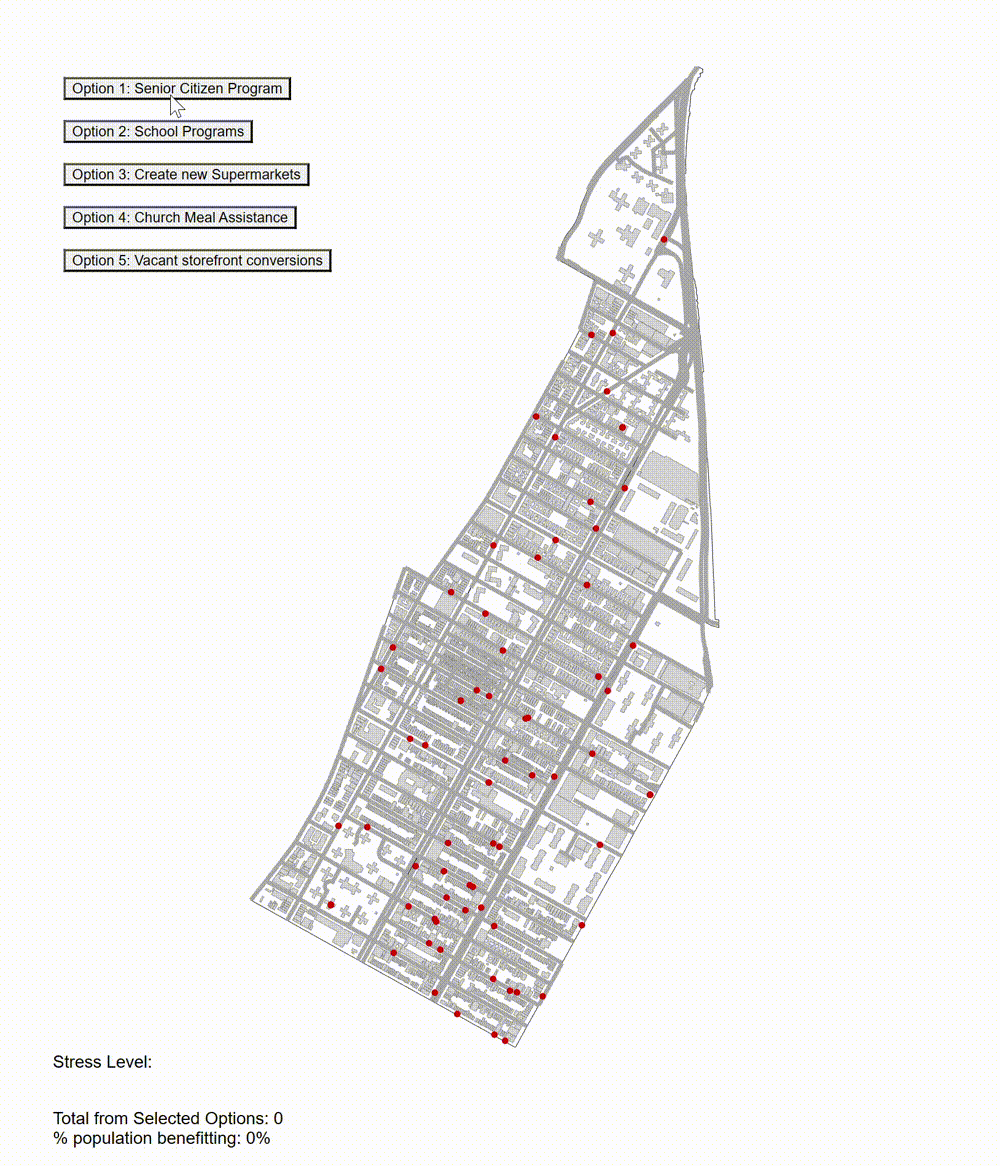 Option 1: Senior Citizen Program
Option 2: School Programs
Option 3: Create new Supermarkets
Option 4: Church Meal Assistance
Option 5: Vacant storefront conversions
Stress Level:
Total from Selected Options: 0
% population benefitting: 0%